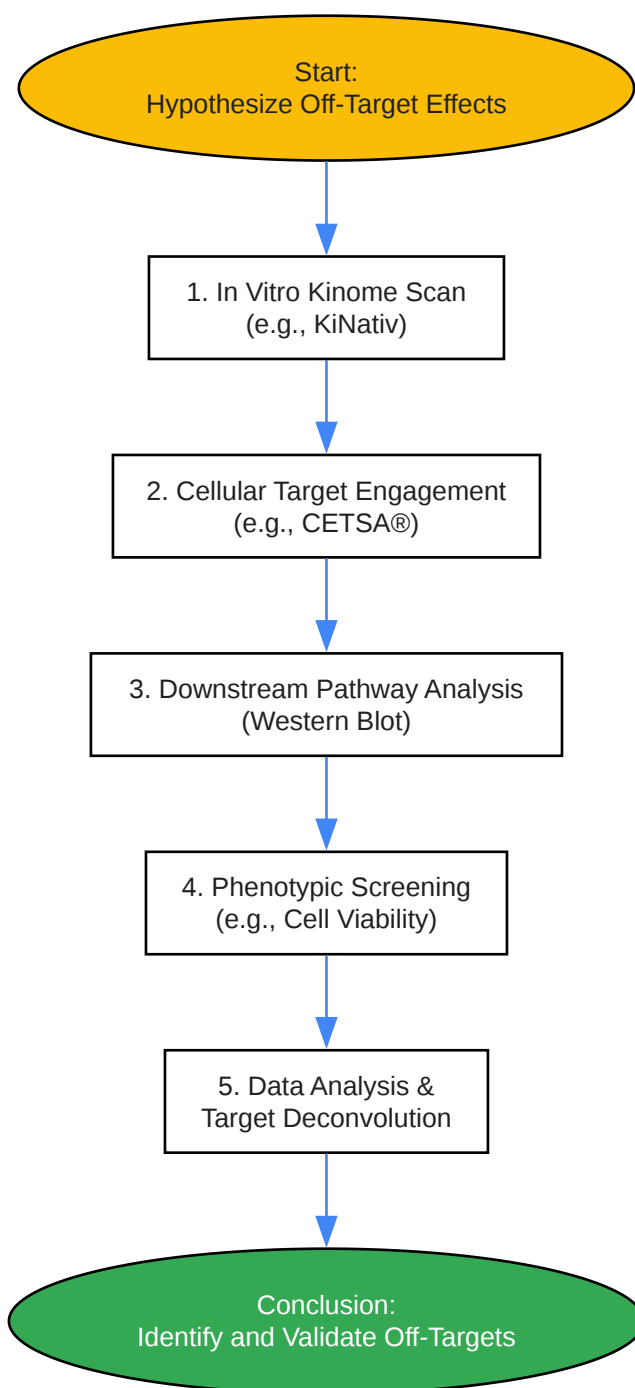 Start:
Hypothesize Off-Target Effects
1. In Vitro Kinome Scan
(e.g., KiNativ)
2. Cellular Target Engagement
(e.g., CETSA®)
3. Downstream Pathway Analysis
(Western Blot)
4. Phenotypic Screening
(e.g., Cell Viability)
5. Data Analysis &
Target Deconvolution
Conclusion:
Identify and Validate Off-Targets